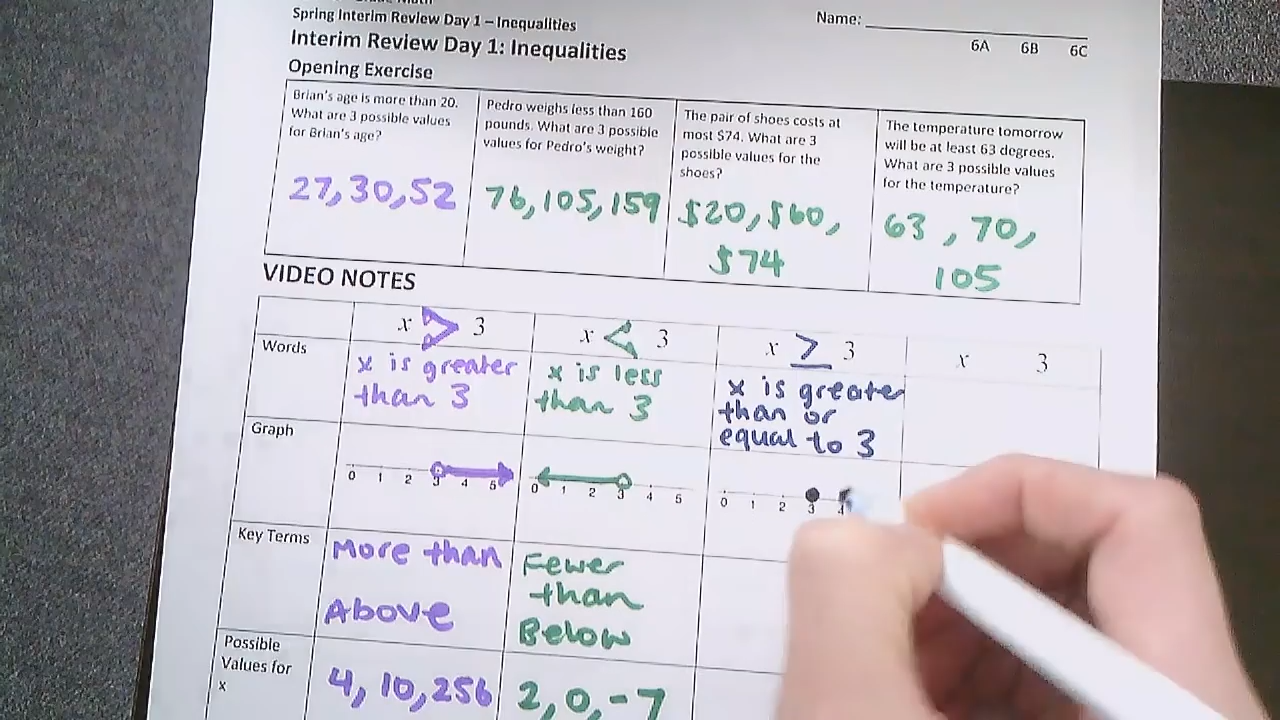 Spring Interim Review Day 1 – Inequalities
Name:
Interim Review Day 1: Inequalities
6A 6B 6C
Opening Exercise
Brian's age is more than 20.
What are 3 possible values
for Brian's age?
27, 30, 52
Pedro weighs less than 160
pounds. What are 3 possible
values for Pedro's weight?
76, 105, 159
The pair of shoes costs at
most $74. What are 3
possible values for the
shoes?
$20, $60,
$74
The temperature tomorrow
will be at least 63 degrees.
What are 3 possible values
for the temperature?
63, 70,
105
VIDEO NOTES
x > 3
x < 3
x ≥ 3
x 3
Words
x is greater
than 3
x is less
than 3
x is greater
than or
equal to 3
Graph
0 1 2 3 4 5
0 1 2 3 4 5
0 1 2 3 4
Key Terms
More than
Above
Fewer
than
Below
Possible
Values for
x
4, 10, 256
2, 0, -7